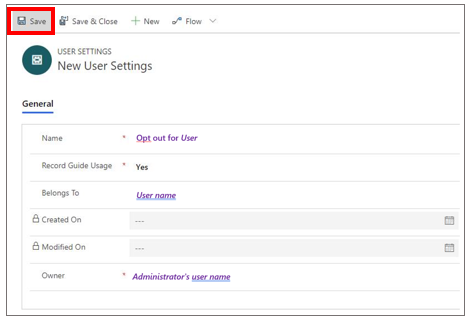 Save Save & Close New Flow
USER SETTINGS
New User Settings
General
Name * Opt out for User
Record Guide Usage * Yes
Belongs To User name
Created On ---
Modified On ---
Owner * Administrator's user name